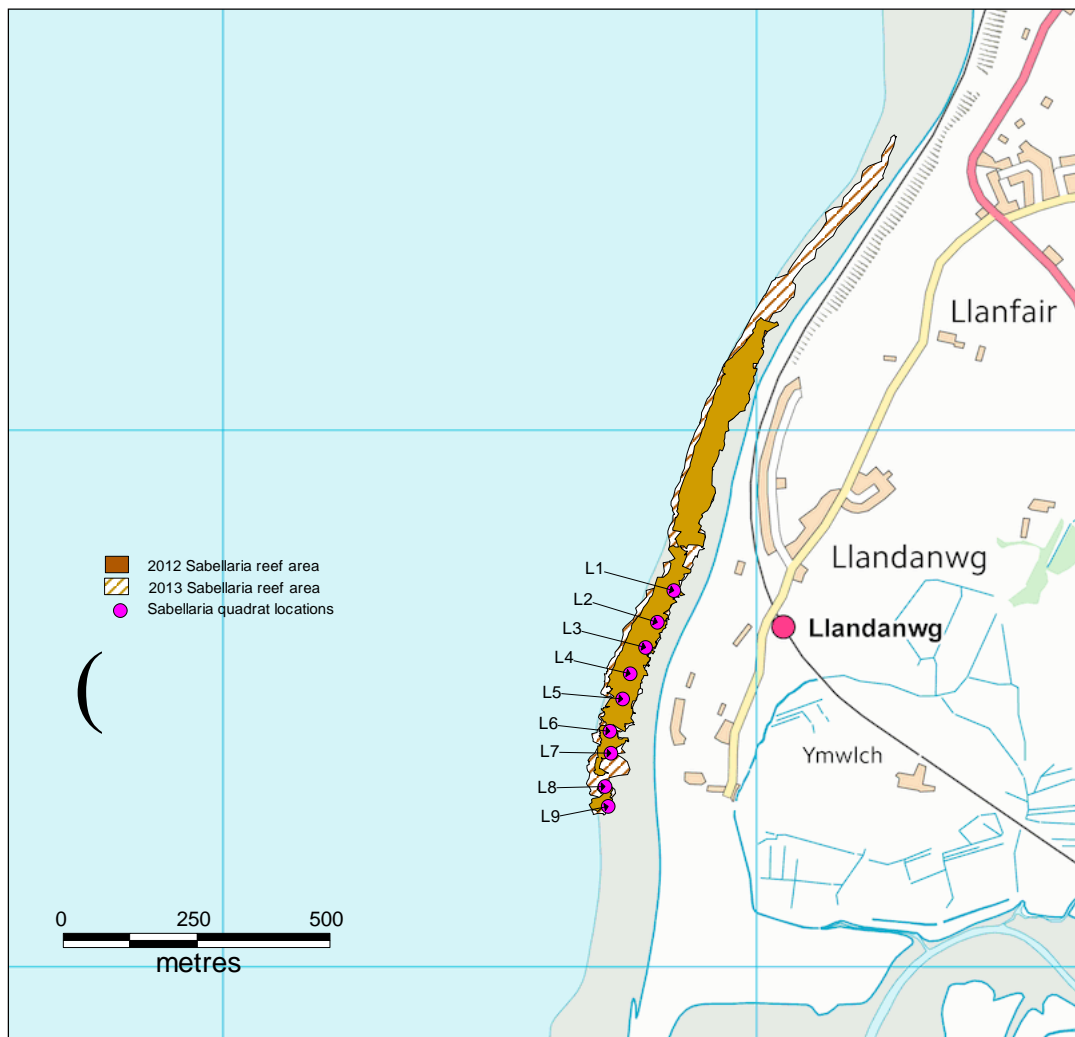 Llanfair
Llandanwg
2012 Sabellaria reef area
2013 Sabellaria reef area
Sabellaria quadrat locations
L1
L2
L3
Llandanwg
L4
L5
L6
L7
Ymwlch
L8
L9
0 250 500
metres